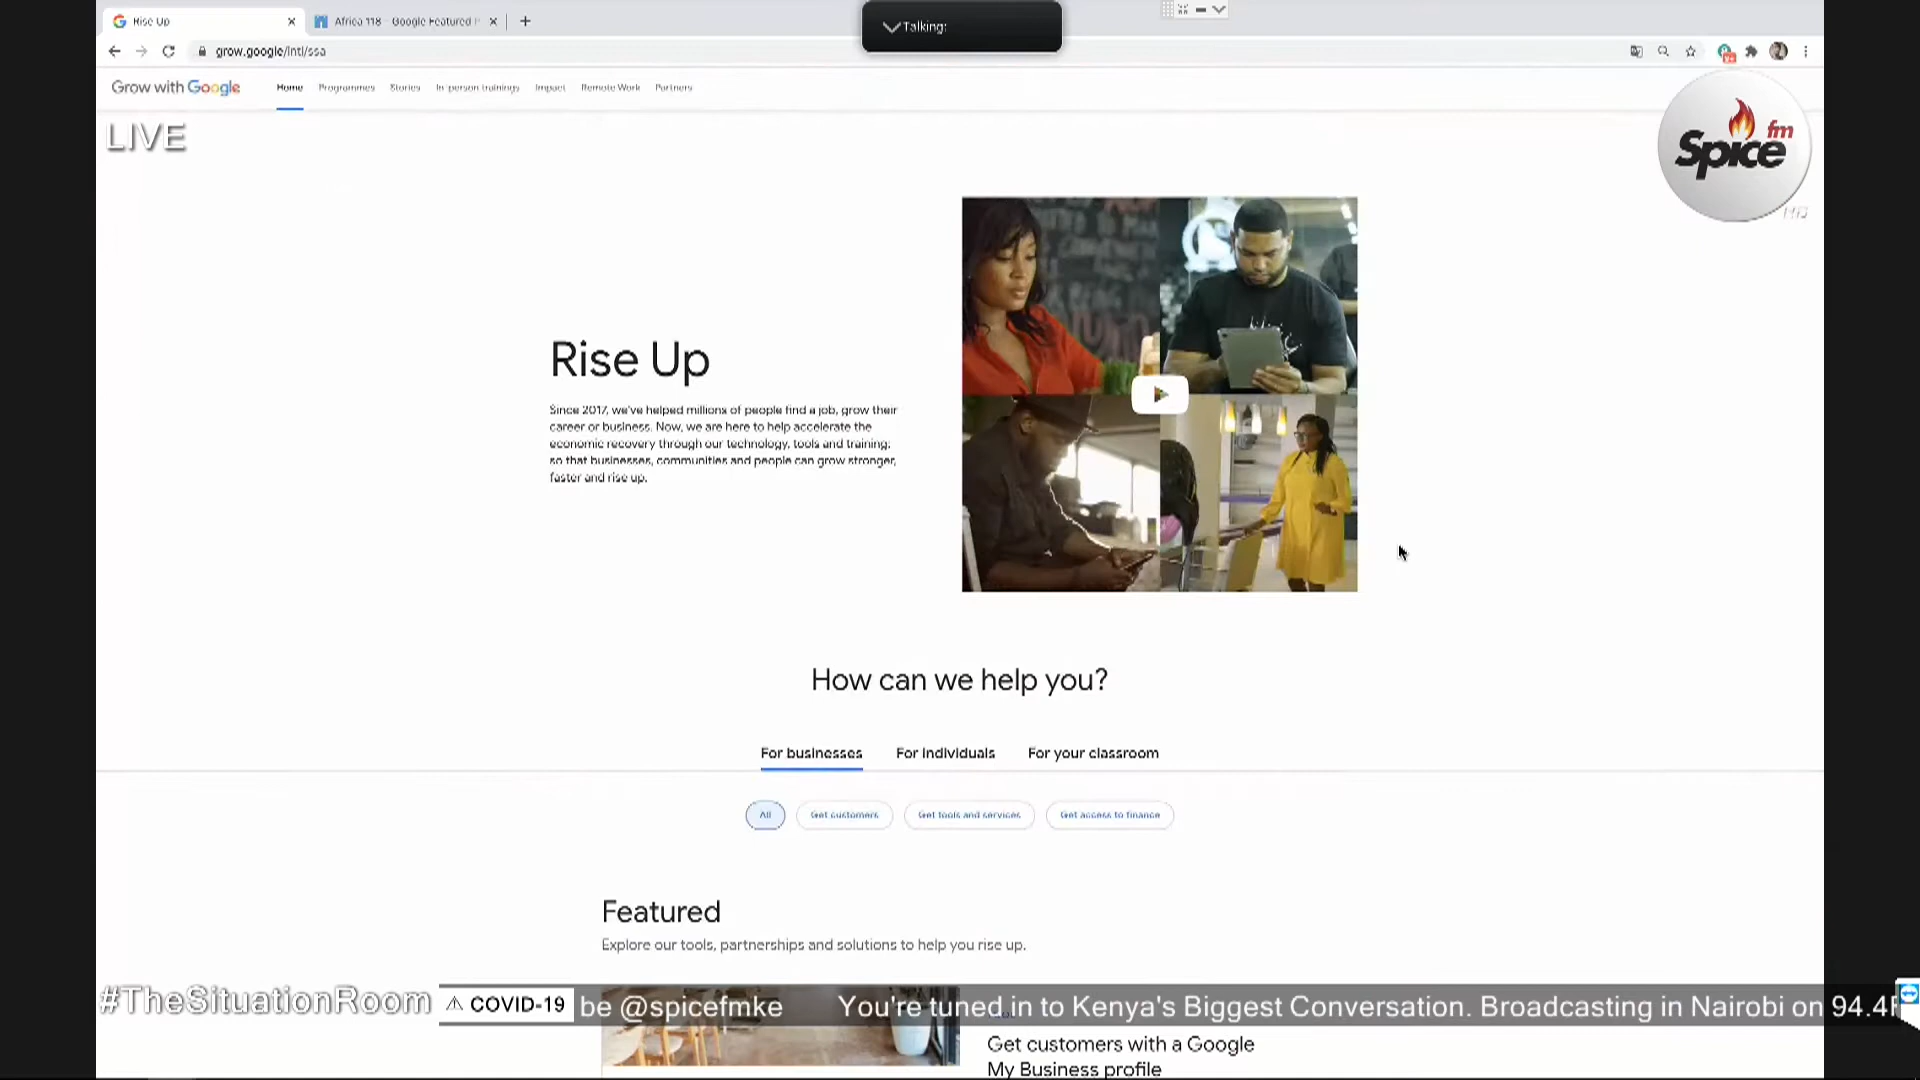 Rise Up
Africa 118 - Google Featured P
Talking:
grow.google/intl/ssa
Grow with Google
Home
Programmes
Stories
In-person trainings
Impact
Remote Work
Partners
LIVE
Spice fm
HD
Rise Up
Since 2017, we've helped millions of people find a job, grow their
career or business. Now, we are here to help accelerate the
economic recovery through our technology, tools and training;
so that businesses, communities and people can grow stronger,
faster and rise up.
How can we help you?
For businesses
For individuals
For your classroom
All
Get customers
Get tools and services
Get access to finance
Featured
Explore our tools, partnerships and solutions to help you rise up.
#TheSituationRoom
COVID-19
be @spicefmke You're tuned in to Kenya's Biggest Conversation. Broadcasting in Nairobi on 94.4F
Get customers with a Google
My Business profile